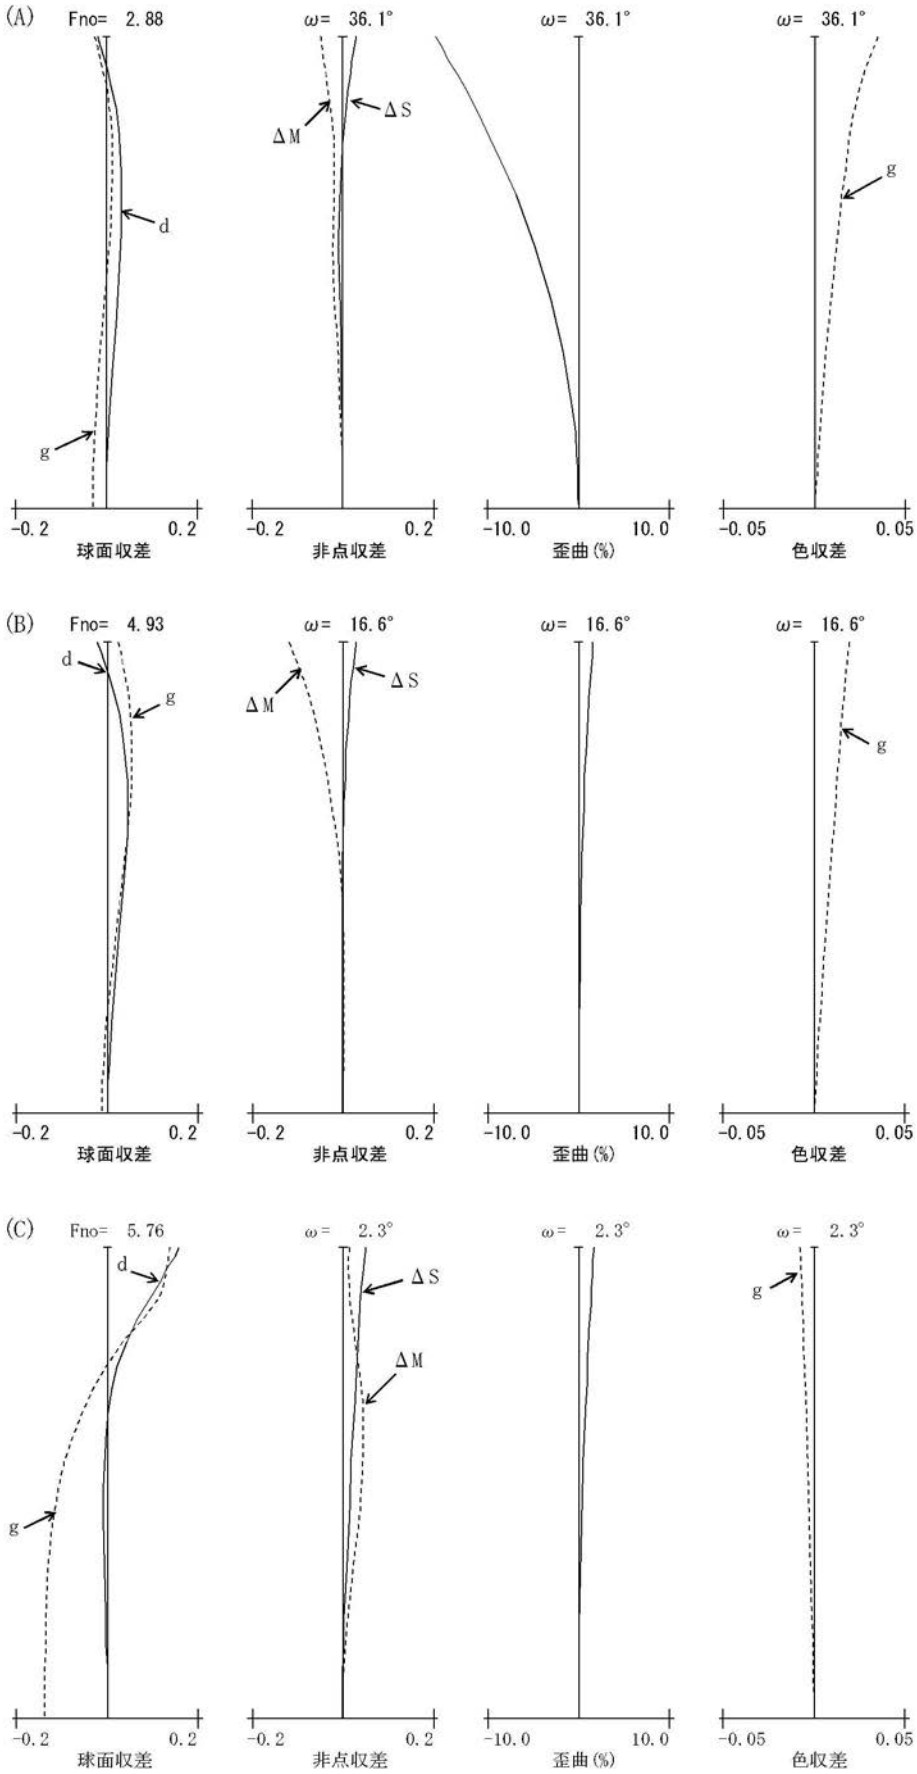 (A) Fno= 2.88 ω= 36.1° ω= 36.1° ω= 36.1°
ΔM ΔS
g
d
g
-0.2 0.2 -0.2 0.2 -10.0 10.0 -0.05 0.05
球面収差 非点収差 歪曲(%) 色収差
(B) Fno= 4.93 ω= 16.6° ω= 16.6° ω= 16.6°
d
g ΔM ΔS
g
-0.2 0.2 -0.2 0.2 -10.0 10.0 -0.05 0.05
球面収差 非点収差 歪曲(%) 色収差
(C) Fno= 5.76 ω= 2.3° ω= 2.3° ω= 2.3°
d ΔS g
ΔM
g
-0.2 0.2 -0.2 0.2 -10.0 10.0 -0.05 0.05
球面収差 非点収差 歪曲(%) 色収差